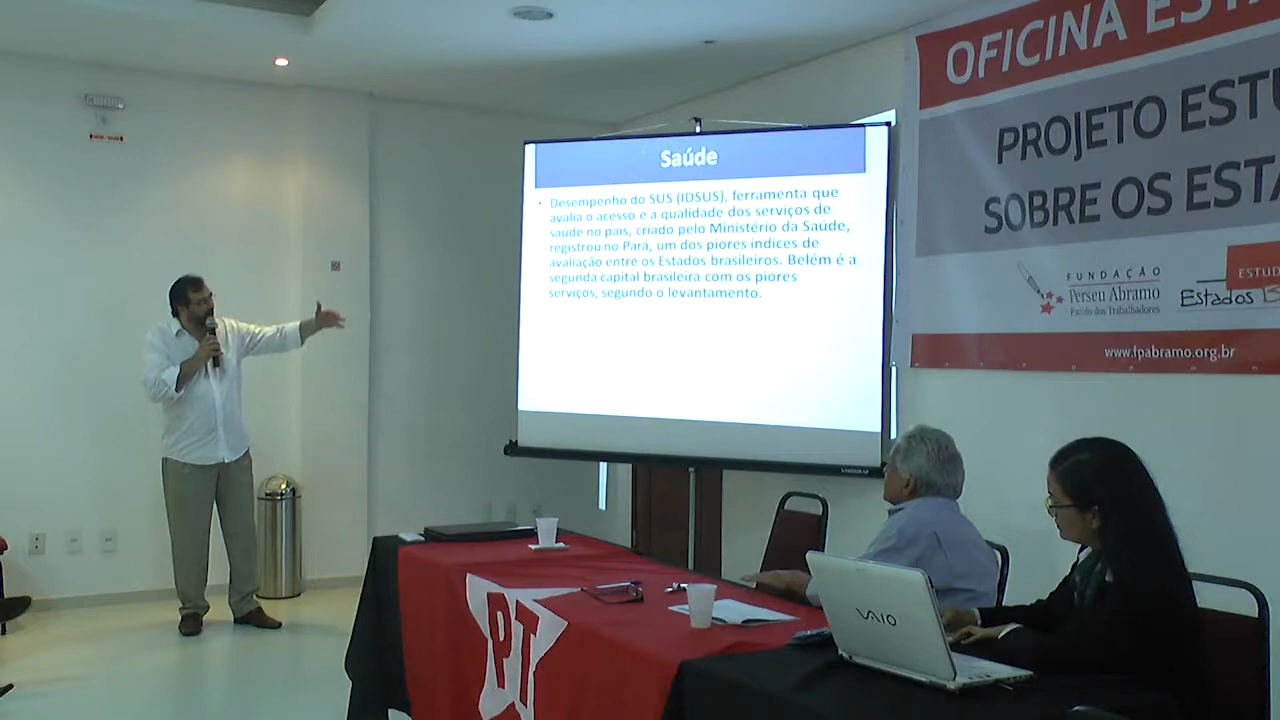 OFICINA ESTA
PROJETO ESTU
SOBRE OS ESTA
FUNDAÇÃO
Perseu Abramo
Partido dos Trabalhadores
ESTUD
Estados B
www.fpabramo.org.br
Saúde
• Desempenho do SUS (IDSUS), ferramenta que
avalia o acesso e a qualidade dos serviços de
saúde no país, criado pelo Ministério da Saúde,
registrou no Pará, um dos piores índices de
avaliação entre os Estados brasileiros. Belém é a
segunda capital brasileira com os piores
serviços, segundo o levantamento.
PT
VAIO